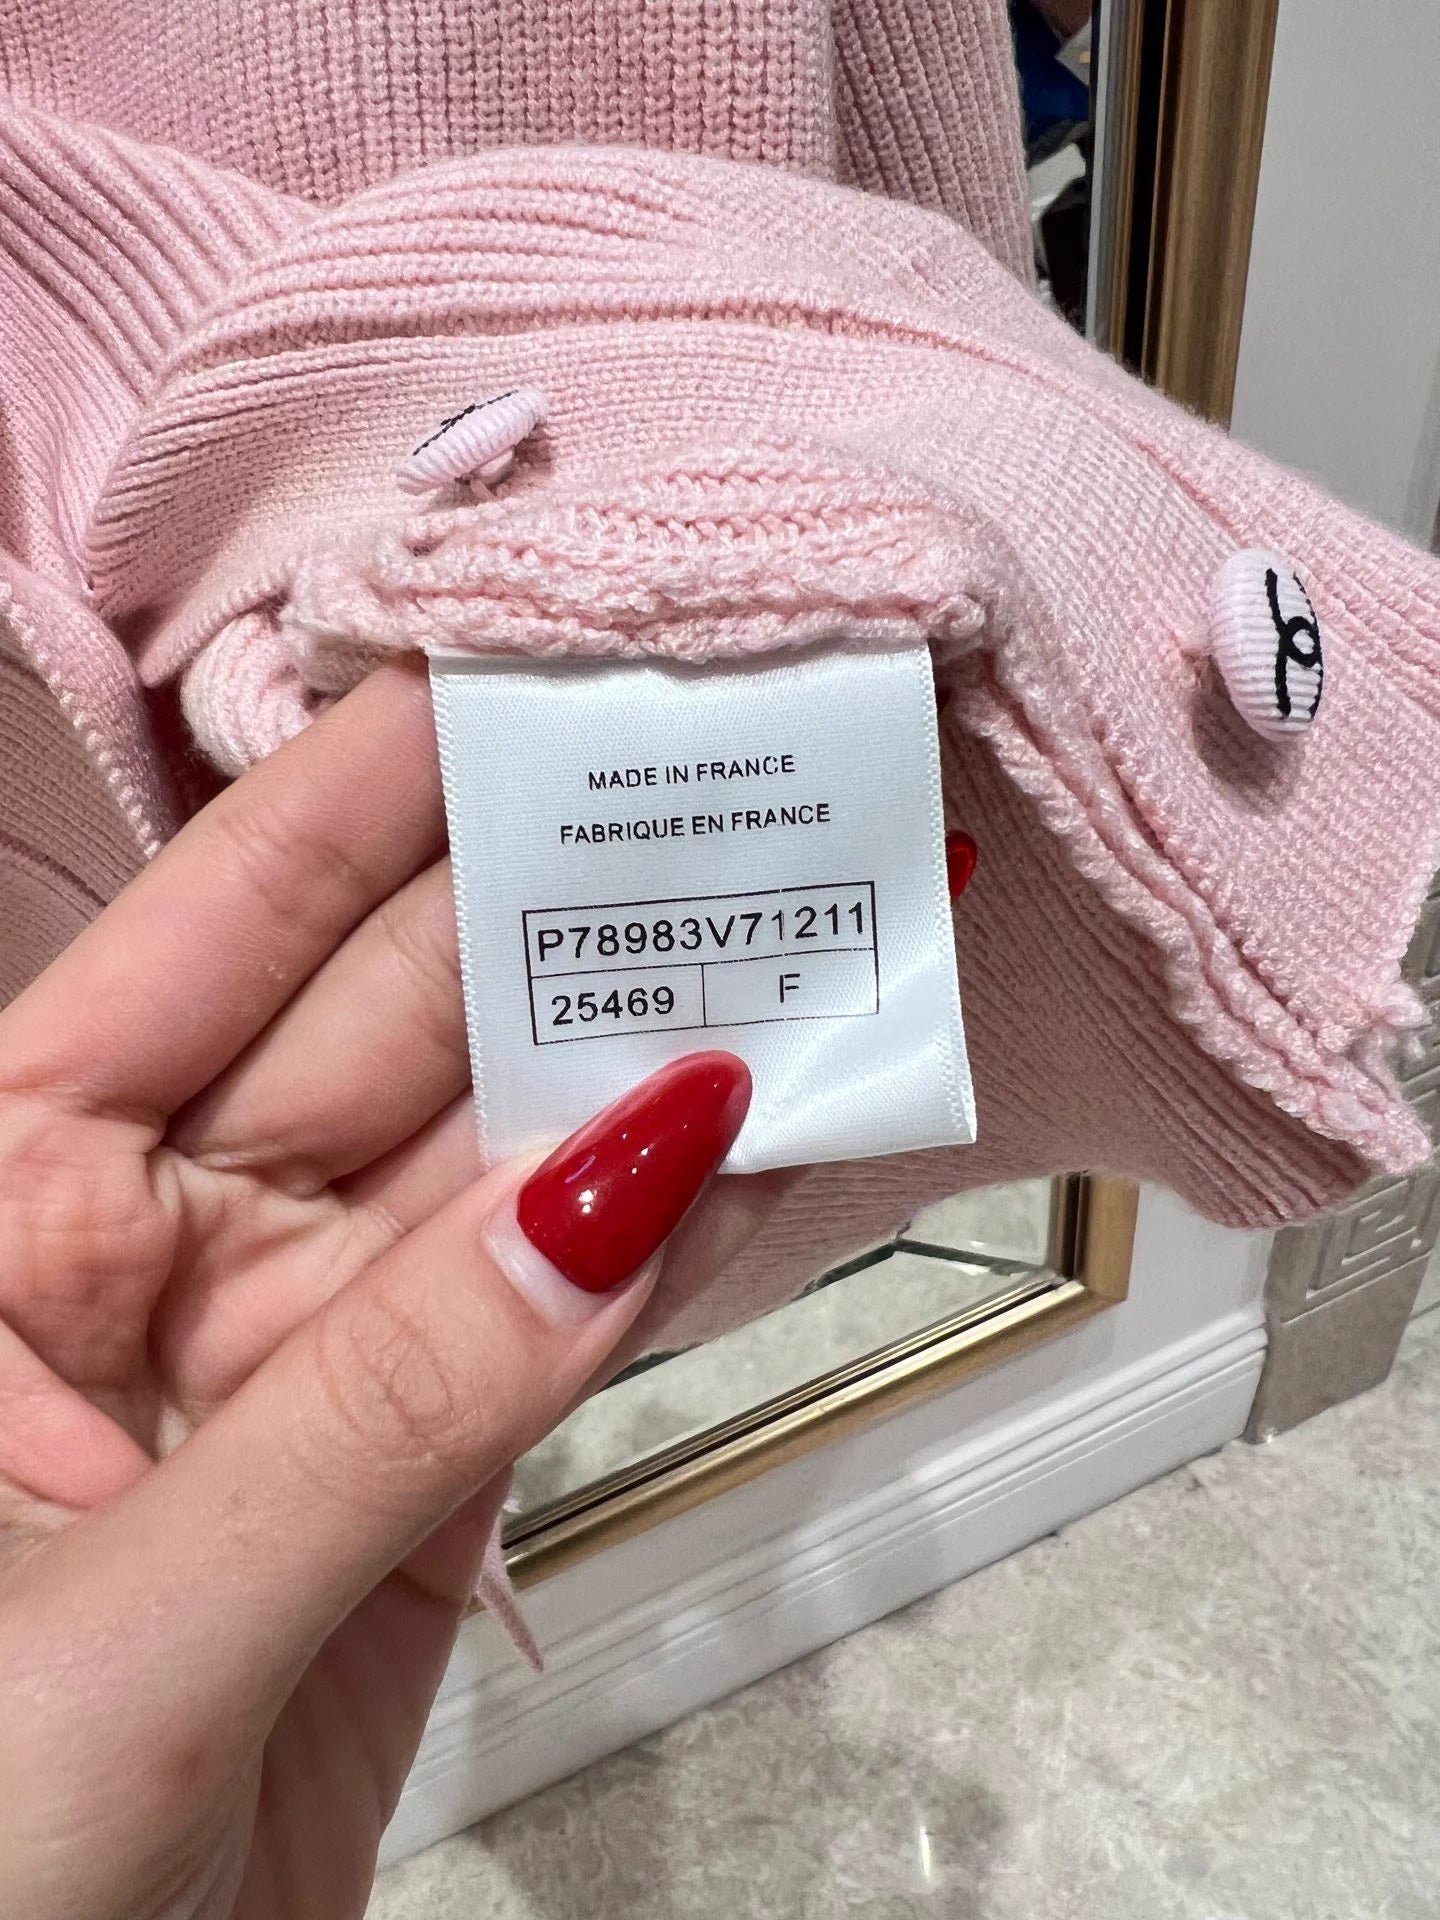 MADE IN FRANCE
FABRIQUE EN FRANCE
P78983V71211
25469 F